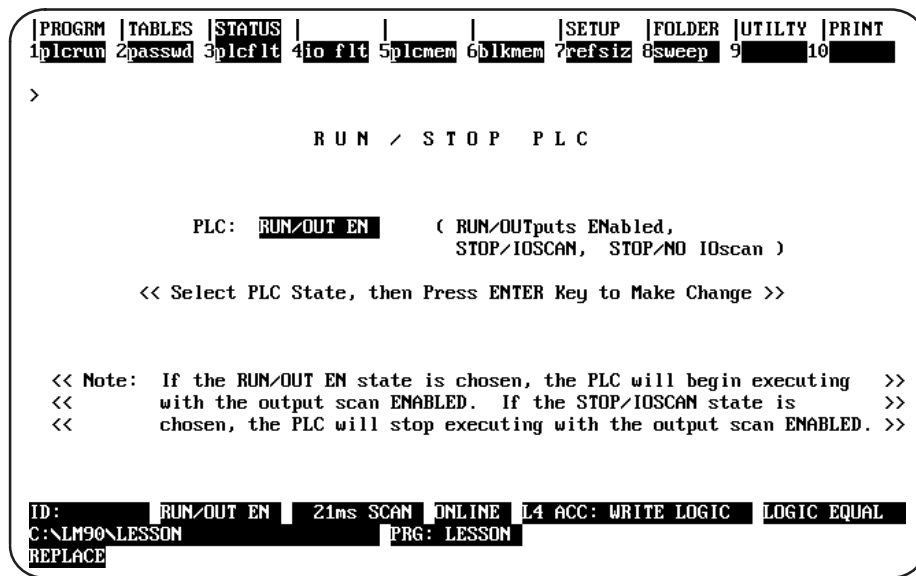 |PROGRM |TABLES |STATUS | | | |SETUP |FOLDER |UTILTY |PRINT
1plcrun 2passwd 3plcflt 4io flt 5plcmem 6blkmem 7refsiz 8sweep 9 10
>
R U N / S T O P P L C
PLC: RUN/OUT EN ( RUN/OUTputs ENabled,
STOP/IOSCAN, STOP/NO IOscan )
<< Select PLC State, then Press ENTER Key to Make Change >>
<< Note: If the RUN/OUT EN state is chosen, the PLC will begin executing >>
<< with the output scan ENABLED. If the STOP/IOSCAN state is >>
<< chosen, the PLC will stop executing with the output scan ENABLED. >>
ID: RUN/OUT EN 21ms SCAN ONLINE L4 ACC: WRITE LOGIC LOGIC EQUAL
C:\LM90\LESSON PRG: LESSON
REPLACE